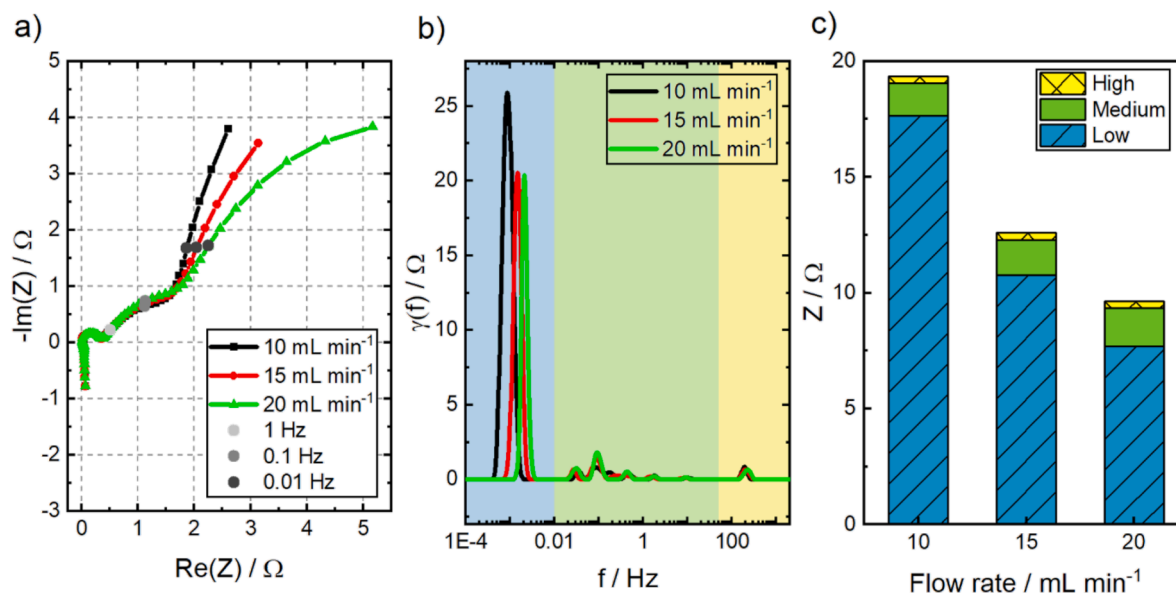 a)
-Im(Z) / Ω
5
4
3
2
1
0
-1
-2
-3
0 1 2 3 4 5
Re(Z) / Ω
10 mL min⁻¹
15 mL min⁻¹
20 mL min⁻¹
1 Hz
0.1 Hz
0.01 Hz
b)
γ(f) / Ω
25
20
15
10
5
0
1E-4 0.01 1 100
f / Hz
10 mL min⁻¹
15 mL min⁻¹
20 mL min⁻¹
c)
Z / Ω
20
15
10
5
0
10 15 20
Flow rate / mL min⁻¹
High
Medium
Low